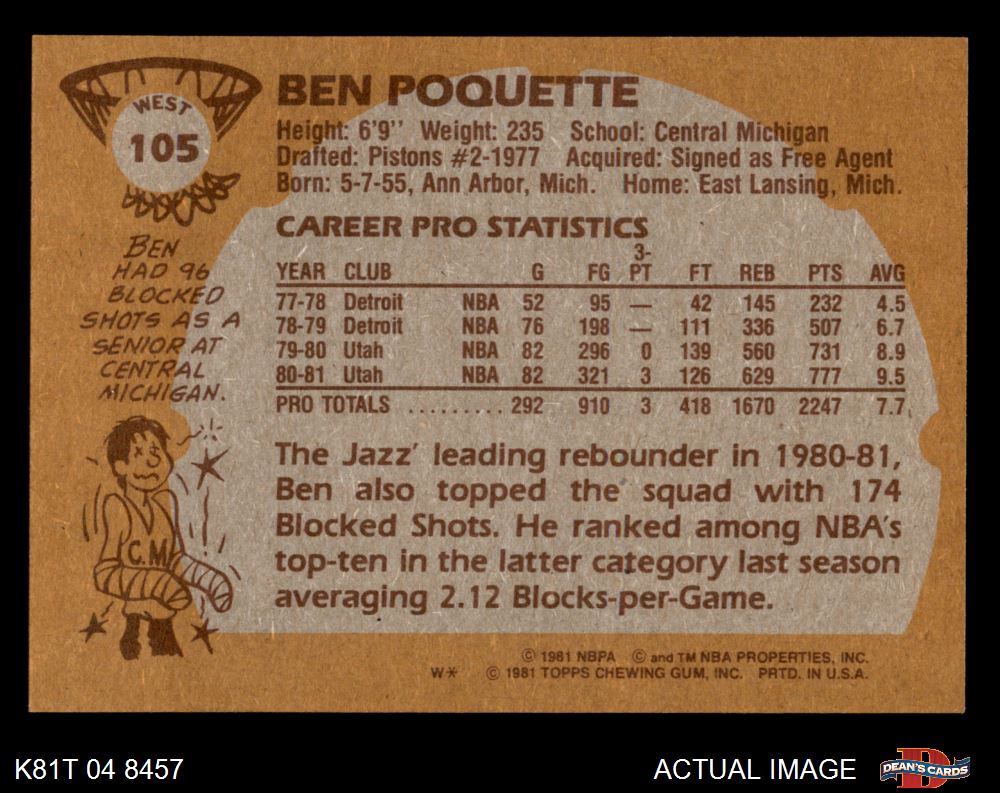 WEST
105
BEN POQUETTE
Height: 6'9'' Weight: 235 School: Central Michigan
Drafted: Pistons #2-1977 Acquired: Signed as Free Agent
Born: 5-7-55, Ann Arbor, Mich. Home: East Lansing, Mich.
BEN
HAD 96
BLOCKED
SHOTS AS A
SENIOR AT
CENTRAL
MICHIGAN.
C.M.
CAREER PRO STATISTICS
YEAR CLUB G FG 3-PT FT REB PTS AVG
77-78 Detroit NBA 52 95 — 42 145 232 4.5
78-79 Detroit NBA 76 198 — 111 336 507 6.7
79-80 Utah NBA 82 296 0 139 560 731 8.9
80-81 Utah NBA 82 321 3 126 629 777 9.5
PRO TOTALS ......... 292 910 3 418 1670 2247 7.7
The Jazz' leading rebounder in 1980-81,
Ben also topped the squad with 174
Blocked Shots. He ranked among NBA's
top-ten in the latter category last season
averaging 2.12 Blocks-per-Game.
© 1981 NBPA © and TM NBA PROPERTIES, INC.
W* © 1981 TOPPS CHEWING GUM, INC. PRTD. IN U.S.A.
K81T 04 8457
ACTUAL IMAGE
D
DEAN'S CARDS